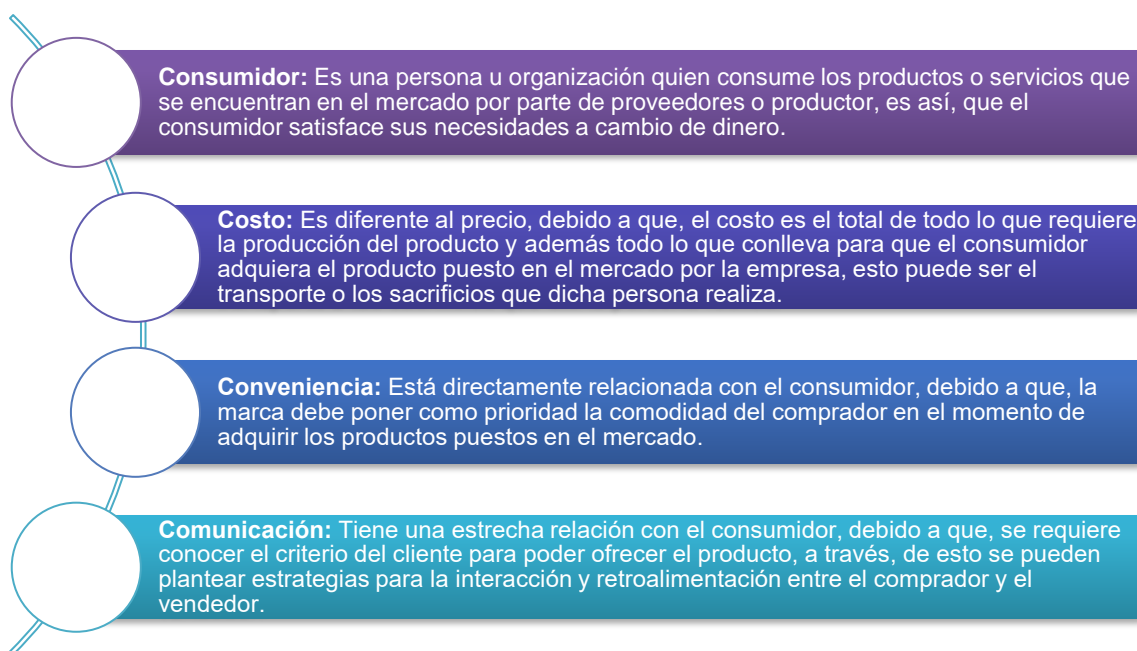 Consumidor: Es una persona u organización quien consume los productos o servicios que
se encuentran en el mercado por parte de proveedores o productor, es así, que el
consumidor satisface sus necesidades a cambio de dinero.
Costo: Es diferente al precio, debido a que, el costo es el total de todo lo que requiere
la producción del producto y además todo lo que conlleva para que el consumidor
adquiera el producto puesto en el mercado por la empresa, esto puede ser el
transporte o los sacrificios que dicha persona realiza.
Conveniencia: Está directamente relacionada con el consumidor, debido a que, la
marca debe poner como prioridad la comodidad del comprador en el momento de
adquirir los productos puestos en el mercado.
Comunicación: Tiene una estrecha relación con el consumidor, debido a que, se requiere
conocer el criterio del cliente para poder ofrecer el producto, a través, de esto se pueden
plantear estrategias para la interacción y retroalimentación entre el comprador y el
vendedor.